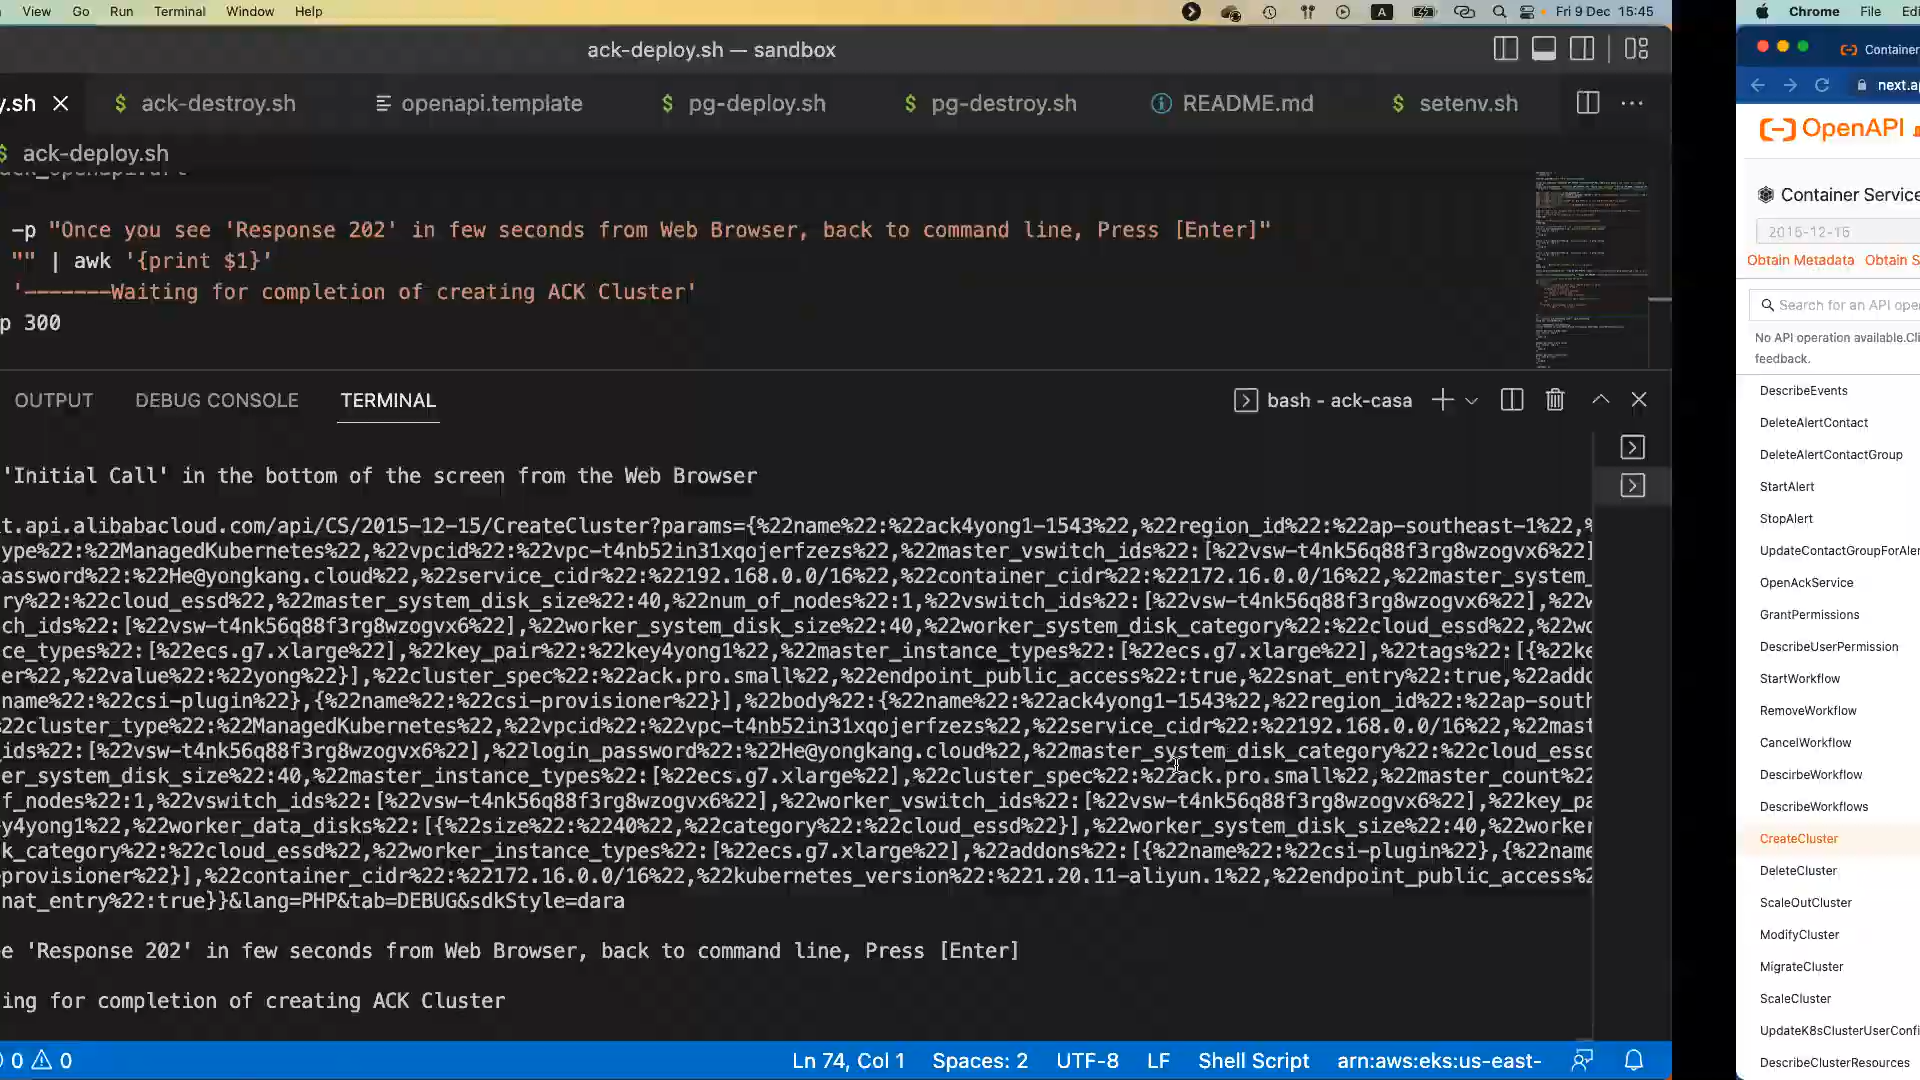 View Go Run Terminal Window Help
A Fri 9 Dec 15:45
ack-deploy.sh — sandbox
y.sh
$ ack-destroy.sh
openapi.template
$ pg-deploy.sh
$ pg-destroy.sh
README.md
$ setenv.sh
$ ack-deploy.sh
-p "Once you see 'Response 202' in few seconds from Web Browser, back to command line, Press [Enter]"
"" | awk '{print $1}'
'-------Waiting for completion of creating ACK Cluster'
p 300
OUTPUT DEBUG CONSOLE TERMINAL
bash - ack-casa
'Initial Call' in the bottom of the screen from the Web Browser
t.api.alibabacloud.com/api/CS/2015-12-15/CreateCluster?params={%22name%22:%22ack4yong1-1543%22,%22region_id%22:%22ap-southeast-1%22,%
ype%22:%22ManagedKubernetes%22,%22vpcid%22:%22vpc-t4nb52in31xqojerfzezs%22,%22master_vswitch_ids%22:[%22vsw-t4nk56q88f3rg8wzogvx6%22]
assword%22:%22He@yongkang.cloud%22,%22service_cidr%22:%22192.168.0.0/16%22,%22container_cidr%22:%22172.16.0.0/16%22,%22master_system_
ry%22:%22cloud_essd%22,%22master_system_disk_size%22:40,%22num_of_nodes%22:1,%22vswitch_ids%22:[%22vsw-t4nk56q88f3rg8wzogvx6%22],%22w
ch_ids%22:[%22vsw-t4nk56q88f3rg8wzogvx6%22],%22worker_system_disk_size%22:40,%22worker_system_disk_category%22:%22cloud_essd%22,%22wo
ce_types%22:[%22ecs.g7.xlarge%22],%22key_pair%22:%22key4yong1%22,%22master_instance_types%22:[%22ecs.g7.xlarge%22],%22tags%22:[{%22ke
er%22,%22value%22:%22yong%22}],%22cluster_spec%22:%22ack.pro.small%22,%22endpoint_public_access%22:true,%22snat_entry%22:true,%22addo
name%22:%22csi-plugin%22},{%22name%22:%22csi-provisioner%22}],%22body%22:{%22name%22:%22ack4yong1-1543%22,%22region_id%22:%22ap-south
%22cluster_type%22:%22ManagedKubernetes%22,%22vpcid%22:%22vpc-t4nb52in31xqojerfzezs%22,%22service_cidr%22:%22192.168.0.0/16%22,%22mast
_ids%22:[%22vsw-t4nk56q88f3rg8wzogvx6%22],%22login_password%22:%22He@yongkang.cloud%22,%22master_system_disk_category%22:%22cloud_essd
er_system_disk_size%22:40,%22master_instance_types%22:[%22ecs.g7.xlarge%22],%22cluster_spec%22:%22ack.pro.small%22,%22master_count%22
f_nodes%22:1,%22vswitch_ids%22:[%22vsw-t4nk56q88f3rg8wzogvx6%22],%22worker_vswitch_ids%22:[%22vsw-t4nk56q88f3rg8wzogvx6%22],%22key_pa
y4yong1%22,%22worker_data_disks%22:[{%22size%22:%2240%22,%22category%22:%22cloud_essd%22}],%22worker_system_disk_size%22:40,%22worker
k_category%22:%22cloud_essd%22,%22worker_instance_types%22:[%22ecs.g7.xlarge%22],%22addons%22:[{%22name%22:%22csi-plugin%22},{%22name
-provisioner%22}],%22container_cidr%22:%22172.16.0.0/16%22,%22kubernetes_version%22:%221.20.11-aliyun.1%22,%22endpoint_public_access%2
nat_entry%22:true}}&lang=PHP&tab=DEBUG&sdkStyle=dara
e 'Response 202' in few seconds from Web Browser, back to command line, Press [Enter]
ing for completion of creating ACK Cluster
0 0
Ln 74, Col 1 Spaces: 2 UTF-8 LF Shell Script arn:aws:eks:us-east-
Chrome File Edi
Container
next.ap
OpenAPI
Container Service
2015-12-15
Obtain Metadata Obtain S
Search for an API ope
No API operation available.Cli
feedback.
DescribeEvents
DeleteAlertContact
DeleteAlertContactGroup
StartAlert
StopAlert
UpdateContactGroupForAler
OpenAckService
GrantPermissions
DescribeUserPermission
StartWorkflow
RemoveWorkflow
CancelWorkflow
DescirbeWorkflow
DescribeWorkflows
CreateCluster
DeleteCluster
ScaleOutCluster
ModifyCluster
MigrateCluster
ScaleCluster
UpdateK8sClusterUserConfi
DescribeClusterResources